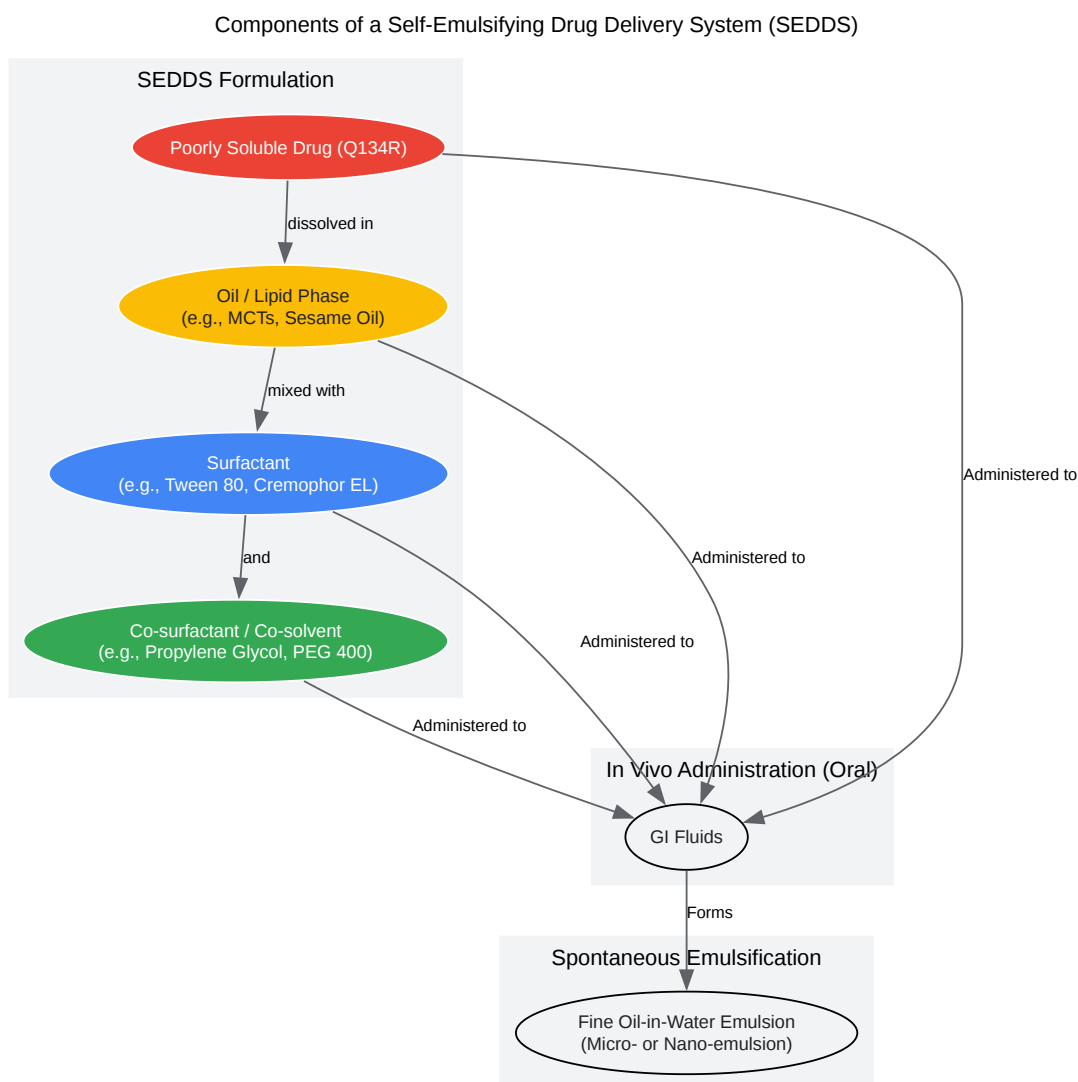 Components of a Self-Emulsifying Drug Delivery System (SEDDS)
SEDDS Formulation
Poorly Soluble Drug (Q134R)
dissolved in
Oil / Lipid Phase
(e.g., MCTs, Sesame Oil)
mixed with
Surfactant
(e.g., Tween 80, Cremophor EL)
Administered to
and
Administered to
Co-surfactant / Co-solvent
(e.g., Propylene Glycol, PEG 400)
Administered to
Administered to
In Vivo Administration (Oral)
GI Fluids
Forms
Spontaneous Emulsification
Fine Oil-in-Water Emulsion
(Micro- or Nano-emulsion)